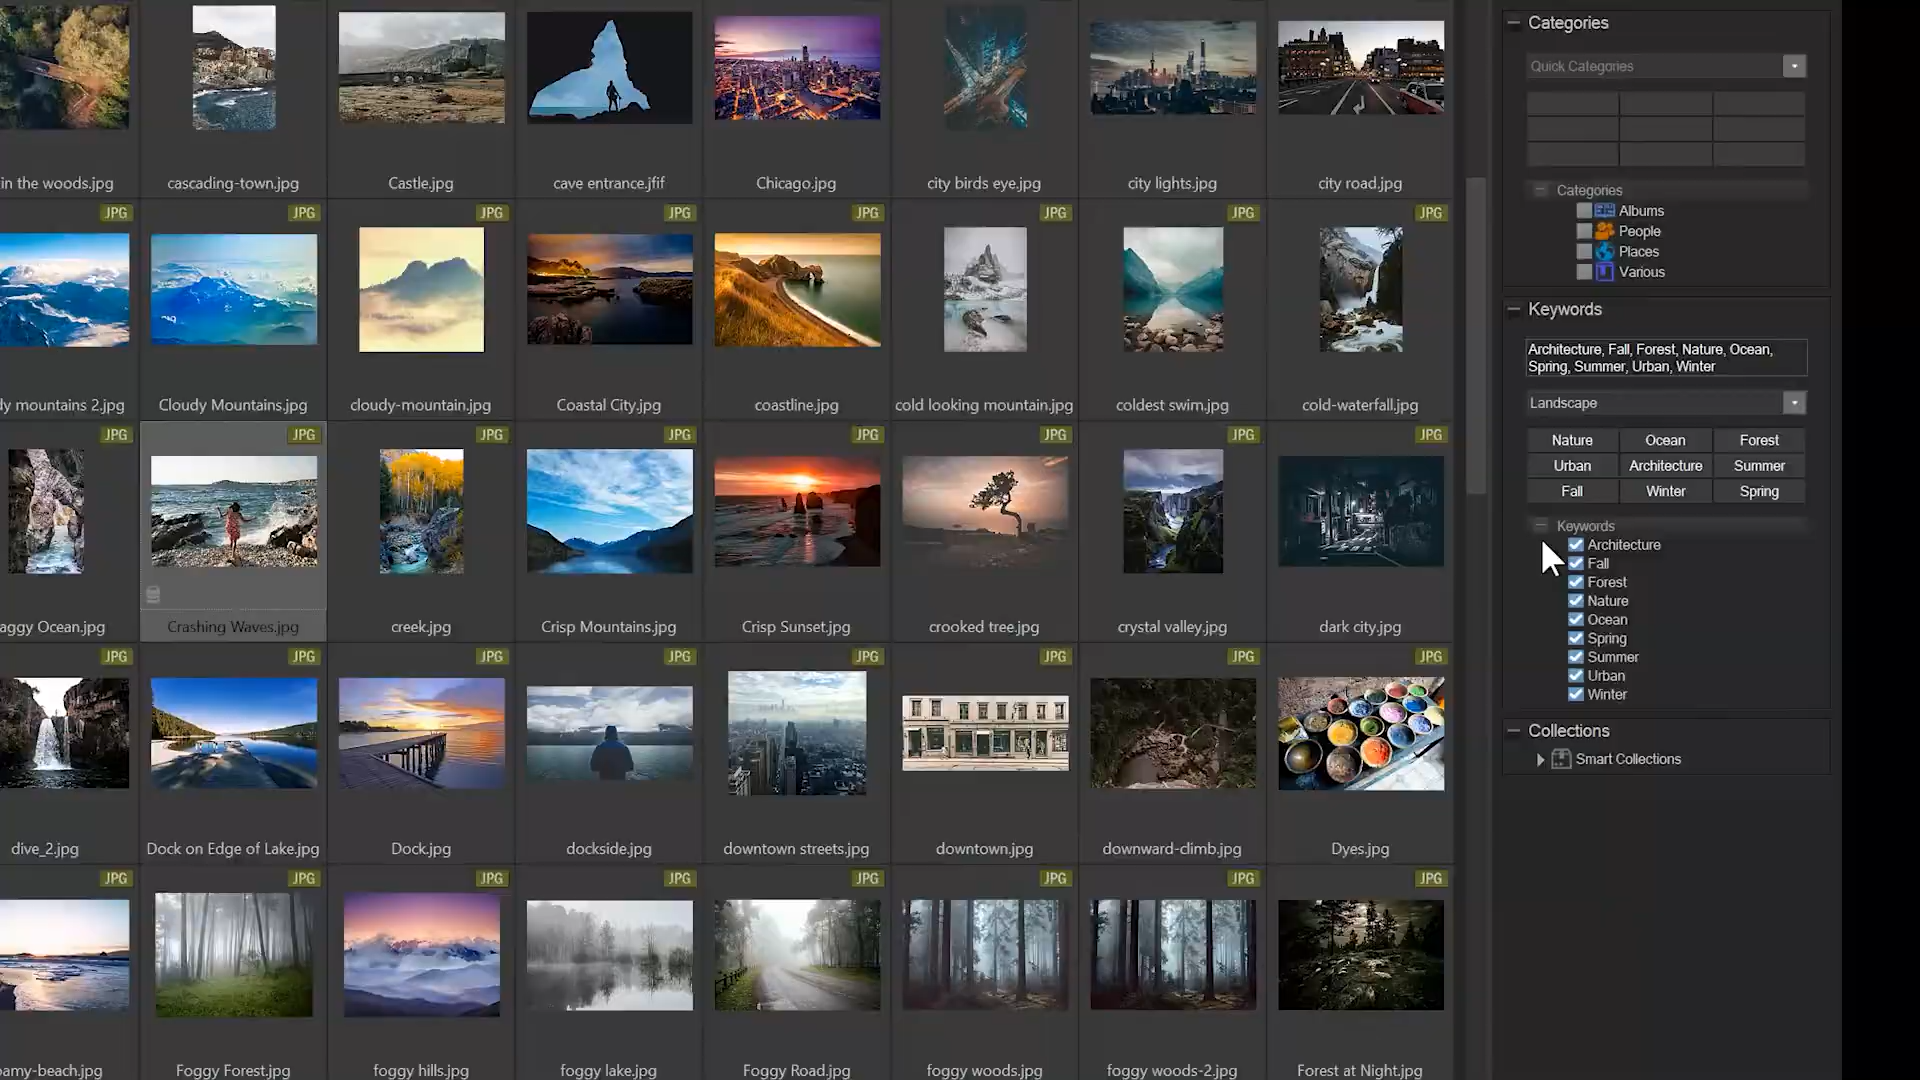 in the woods.jpg
cascading-town.jpg
Castle.jpg
cave entrance.jfif
Chicago.jpg
city birds eye.jpg
city lights.jpg
city road.jpg
JPG
JPG
JPG
JPG
JPG
JPG
JPG
JPG
dy mountains 2.jpg
Cloudy Mountains.jpg
cloudy-mountain.jpg
Coastal City.jpg
coastline.jpg
cold looking mountain.jpg
coldest swim.jpg
cold-waterfall.jpg
JPG
JPG
JPG
JPG
JPG
JPG
JPG
JPG
aggy Ocean.jpg
Crashing Waves.jpg
creek.jpg
Crisp Mountains.jpg
Crisp Sunset.jpg
crooked tree.jpg
crystal valley.jpg
dark city.jpg
JPG
JPG
JPG
JPG
JPG
JPG
JPG
JPG
dive_2.jpg
Dock on Edge of Lake.jpg
Dock.jpg
dockside.jpg
downtown streets.jpg
downtown.jpg
downward-climb.jpg
Dyes.jpg
JPG
JPG
JPG
JPG
JPG
JPG
JPG
JPG
oamy-beach.jpg
Foggy Forest.jpg
foggy hills.jpg
foggy lake.jpg
Foggy Road.jpg
foggy woods.jpg
foggy woods-2.jpg
Forest at Night.jpg
Categories
Quick Categories
Categories
Albums
People
Places
Various
Keywords
Architecture, Fall, Forest, Nature, Ocean,
Spring, Summer, Urban, Winter
Landscape
Nature Ocean Forest
Urban Architecture Summer
Fall Winter Spring
Keywords
Architecture
Fall
Forest
Nature
Ocean
Spring
Summer
Urban
Winter
Collections
Smart Collections